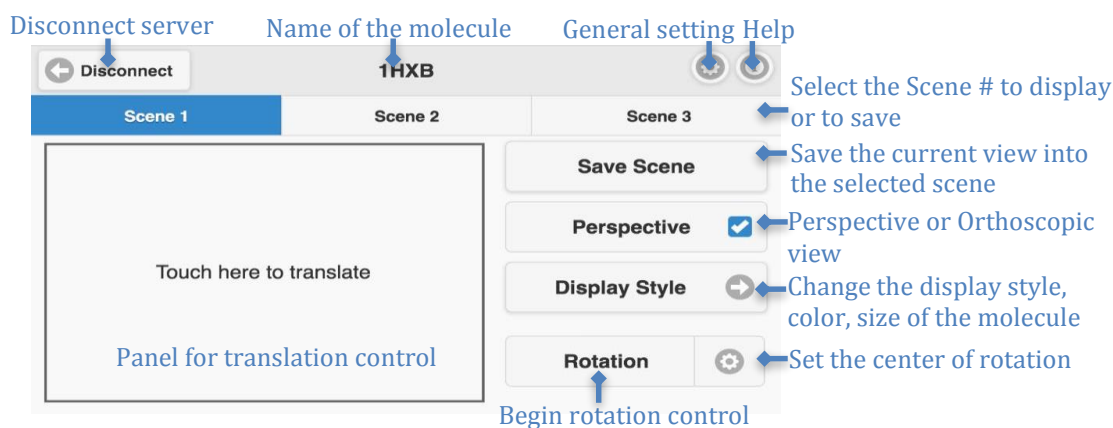 Disconnect server
Name of the molecule
General setting
Help
Disconnect
1HXB
Scene 1
Scene 2
Scene 3
Select the Scene # to display
or to save
Save Scene
Save the current view into
the selected scene
Perspective
Perspective or Orthoscopic
view
Touch here to translate
Display Style
Change the display style,
color, size of the molecule
Panel for translation control
Rotation
Set the center of rotation
Begin rotation control